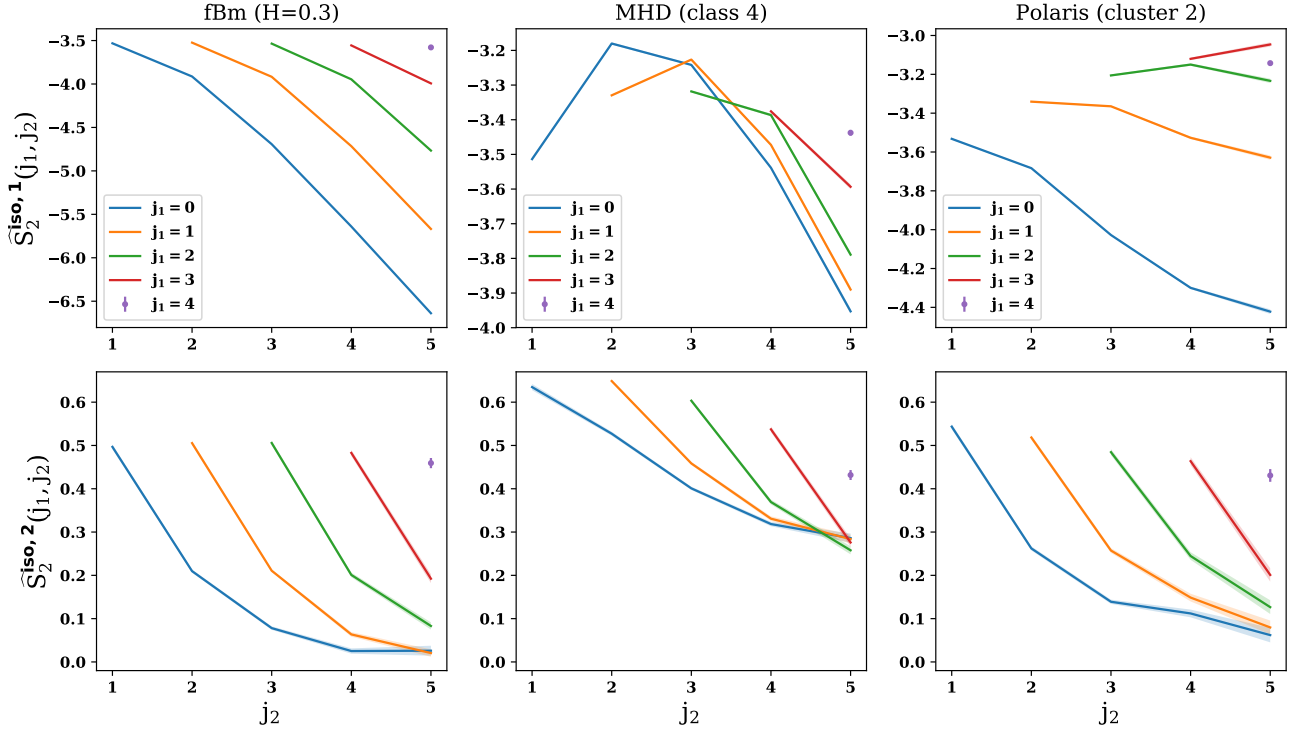 fBm (H=0.3)
MHD (class 4)
Polaris (cluster 2)
Ŝ₂^iso,1(j₁, j₂)
−3.5
−4.0
−4.5
−5.0
−5.5
−6.0
−6.5
j₁ = 0
j₁ = 1
j₁ = 2
j₁ = 3
j₁ = 4
1 2 3 4 5
−3.2
−3.3
−3.4
−3.5
−3.6
−3.7
−3.8
−3.9
−4.0
j₁ = 0
j₁ = 1
j₁ = 2
j₁ = 3
j₁ = 4
1 2 3 4 5
−3.0
−3.2
−3.4
−3.6
−3.8
−4.0
−4.2
−4.4
j₁ = 0
j₁ = 1
j₁ = 2
j₁ = 3
j₁ = 4
1 2 3 4 5
Ŝ₂^iso,2(j₁, j₂)
0.6
0.5
0.4
0.3
0.2
0.1
0.0
1 2 3 4 5
j₂
0.6
0.5
0.4
0.3
0.2
0.1
0.0
1 2 3 4 5
j₂
0.6
0.5
0.4
0.3
0.2
0.1
0.0
1 2 3 4 5
j₂